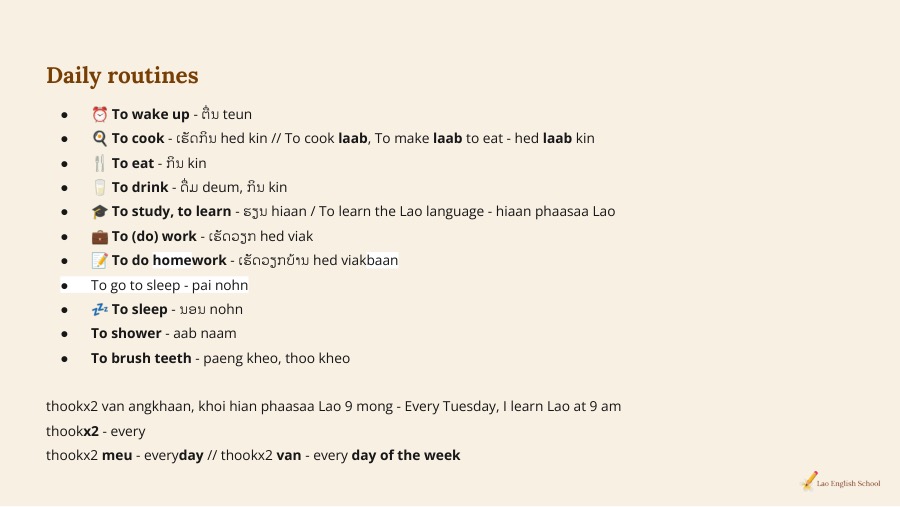 Daily routines
● ⏰ To wake up - ຕື່ນ teun
● 🍳 To cook - ເຮັດກິນ hed kin // To cook laab, To make laab to eat - hed laab kin
● 🍴 To eat - ກິນ kin
● 🥛 To drink - ດື່ມ deum, ກິນ kin
● 🎓 To study, to learn - ຮຽນ hiaan / To learn the Lao language - hiaan phaasaa Lao
● 💼 To (do) work - ເຮັດວຽກ hed viak
● 📝 To do homework - ເຮັດວຽກບ້ານ hed viakbaan
● To go to sleep - pai nohn
● 💤 To sleep - ນອນ nohn
● To shower - aab naam
● To brush teeth - paeng kheo, thoo kheo
thookx2 van angkhaan, khoi hian phaasaa Lao 9 mong - Every Tuesday, I learn Lao at 9 am
thookx2 - every
thookx2 meu - everyday // thookx2 van - every day of the week
Lao English School